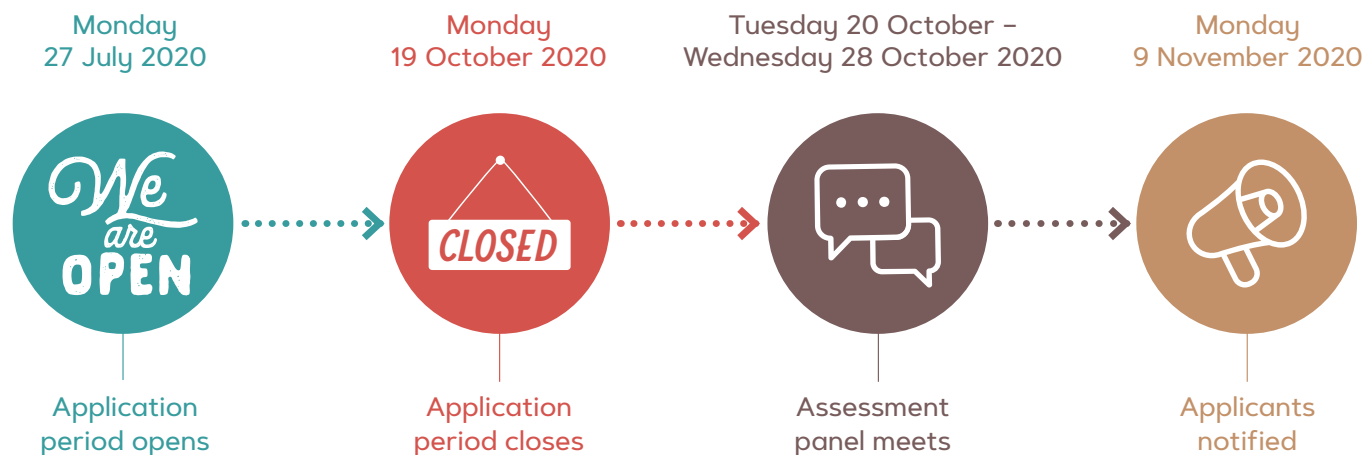 Monday
27 July 2020
Monday
19 October 2020
Tuesday 20 October –
Wednesday 28 October 2020
Monday
9 November 2020
We
are
OPEN
CLOSED
Application
period opens
Application
period closes
Assessment
panel meets
Applicants
notified